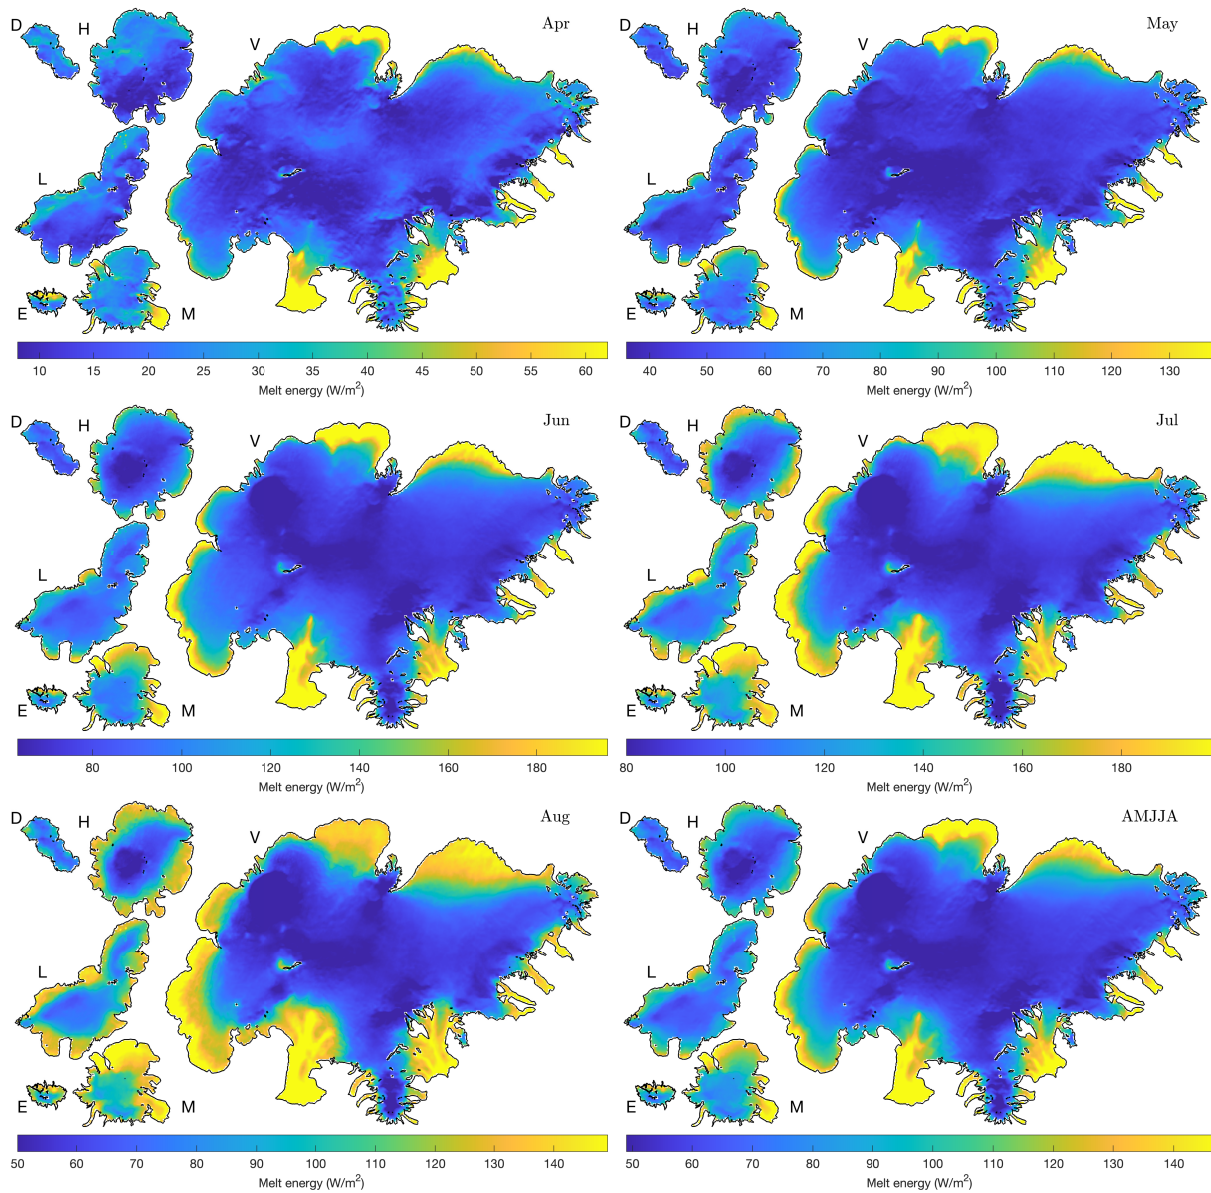 D H V Apr
L
E M
10 15 20 25 30 35 40 45 50 55 60
Melt energy (W/m²)
D H V May
L
E M
40 50 60 70 80 90 100 110 120 130
Melt energy (W/m²)
D H V Jun
L
E M
80 100 120 140 160 180
Melt energy (W/m²)
D H V Jul
L
E M
80 100 120 140 160 180
Melt energy (W/m²)
D H V Aug
L
E M
50 60 70 80 90 100 110 120 130 140
Melt energy (W/m²)
D H V AMJJA
L
E M
50 60 70 80 90 100 110 120 130 140
Melt energy (W/m²)